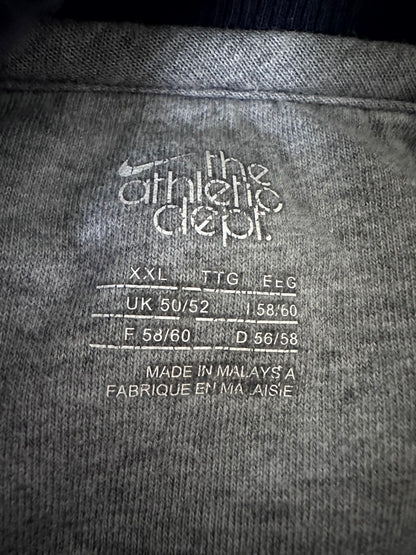 the
athletic
dept.
XXL TTG EEG
UK 50/52 I 58/60
F 58/60 D 56/58
MADE IN MALAYSIA
FABRIQUE EN MALAISIE